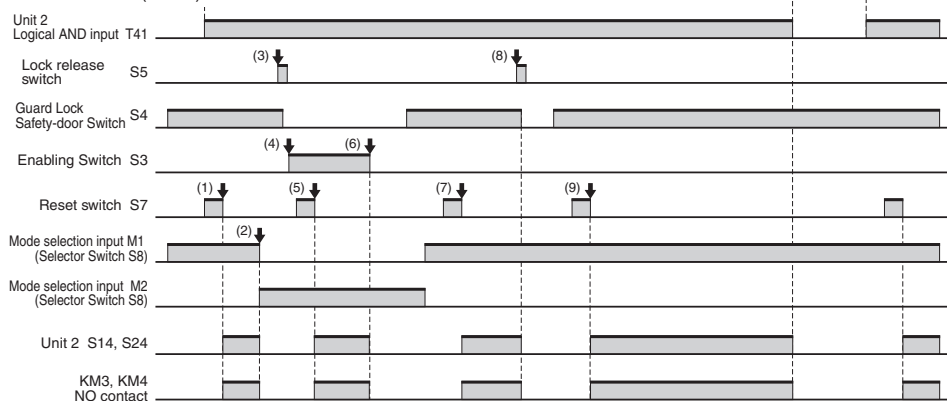 Unit 2
Logical AND input T41
(3)
(8)
Lock release
switch
S5
Guard Lock
Safety-door Switch
S4
(4)
(6)
Enabling Switch S3
(1)
(5)
(7)
(9)
Reset switch S7
(2)
Mode selection input M1
(Selector Switch S8)
Mode selection input M2
(Selector Switch S8)
Unit 2 S14, S24
KM3, KM4
NO contact